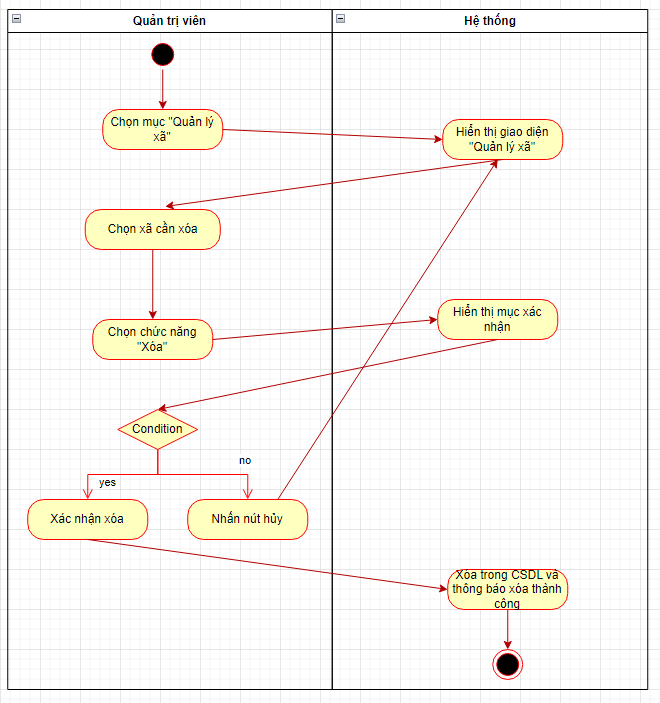 Quản trị viên
Hệ thống
Chọn mục "Quản lý
xã"
Hiển thị giao diện
"Quản lý xã"
Chọn xã cần xóa
Chọn chức năng
"Xóa"
Hiển thị mục xác
nhận
Condition
yes
no
Xác nhận xóa
Nhấn nút hủy
Xóa trong CSDL và
thông báo xóa thành
công